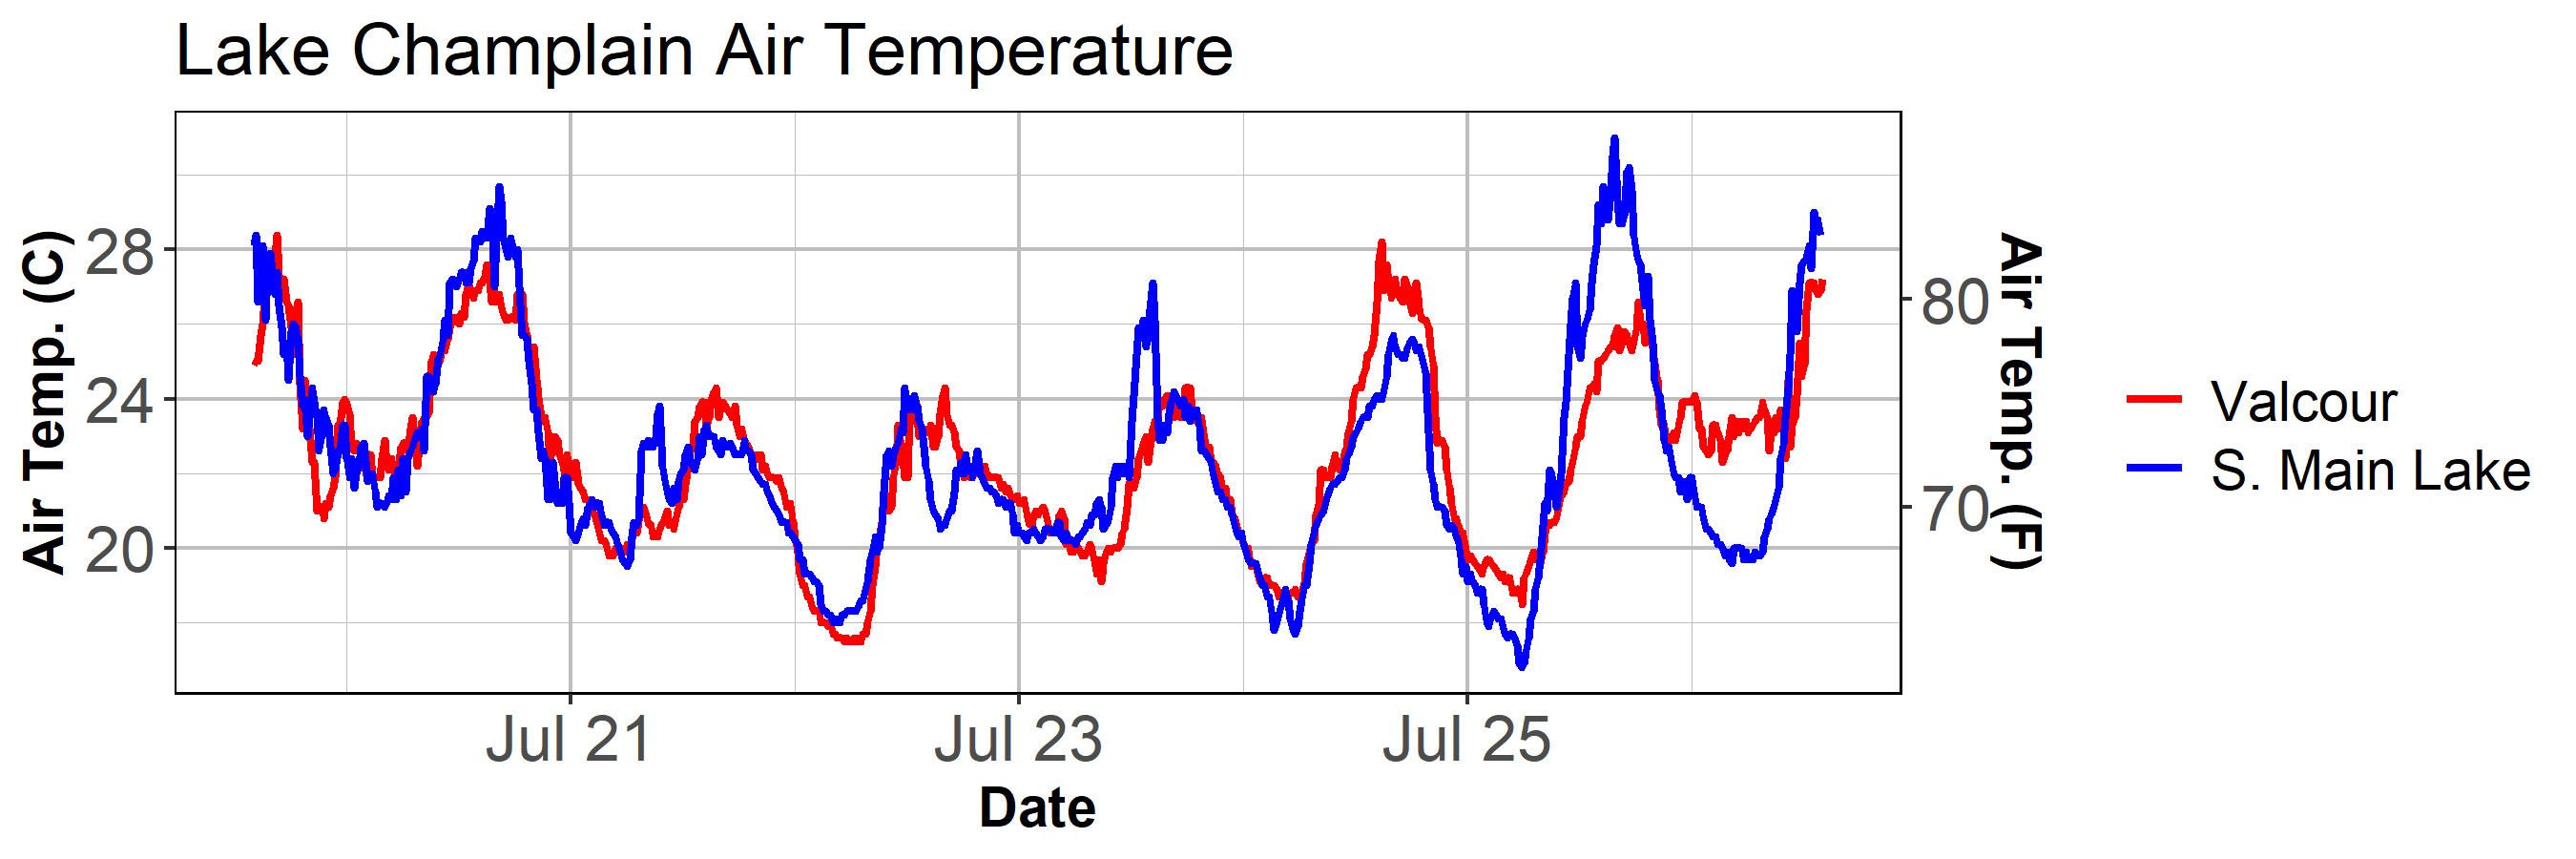 Lake Champlain Air Temperature
Air Temp. (C)
28
24
20
Air Temp. (F)
80
70
Valcour
S. Main Lake
Jul 21
Jul 23
Jul 25
Date